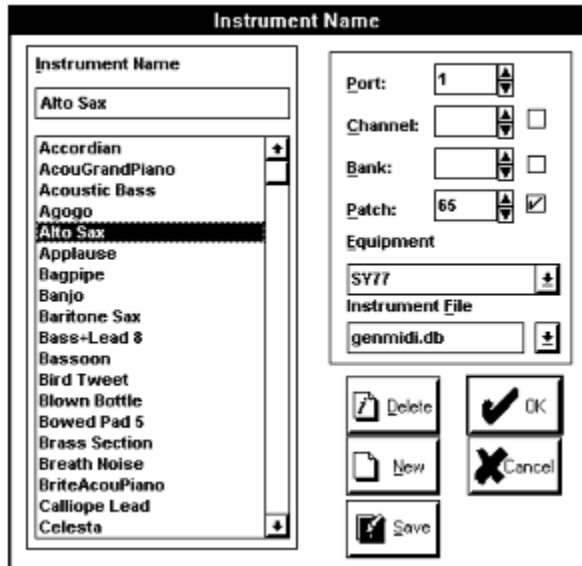 Instrument Name
Instrument Name
Alto Sax
Accordian
AcouGrandPiano
Acoustic Bass
Agogo
Alto Sax
Applause
Bagpipe
Banjo
Baritone Sax
Bass+Lead 8
Bassoon
Bird Tweet
Blown Bottle
Bowed Pad 5
Brass Section
Breath Noise
BriteAcouPiano
Calliope Lead
Celesta
Port: 1
Channel:
Bank:
Patch: 65
Equipment
SY77
Instrument File
genmidi.db
Delete OK
New Cancel
Save